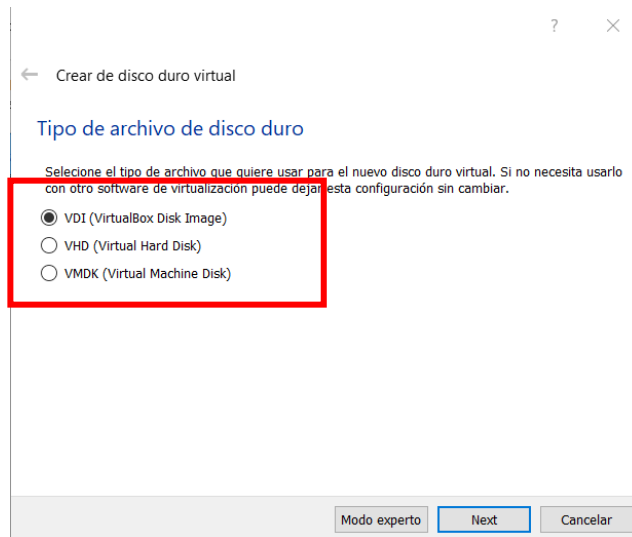 ?
Crear de disco duro virtual
Tipo de archivo de disco duro
Selecione el tipo de archivo que quiere usar para el nuevo disco duro virtual. Si no necesita usarlo
con otro software de virtualización puede dejar esta configuración sin cambiar.
VDI (VirtualBox Disk Image)
VHD (Virtual Hard Disk)
VMDK (Virtual Machine Disk)
Modo experto Next Cancelar